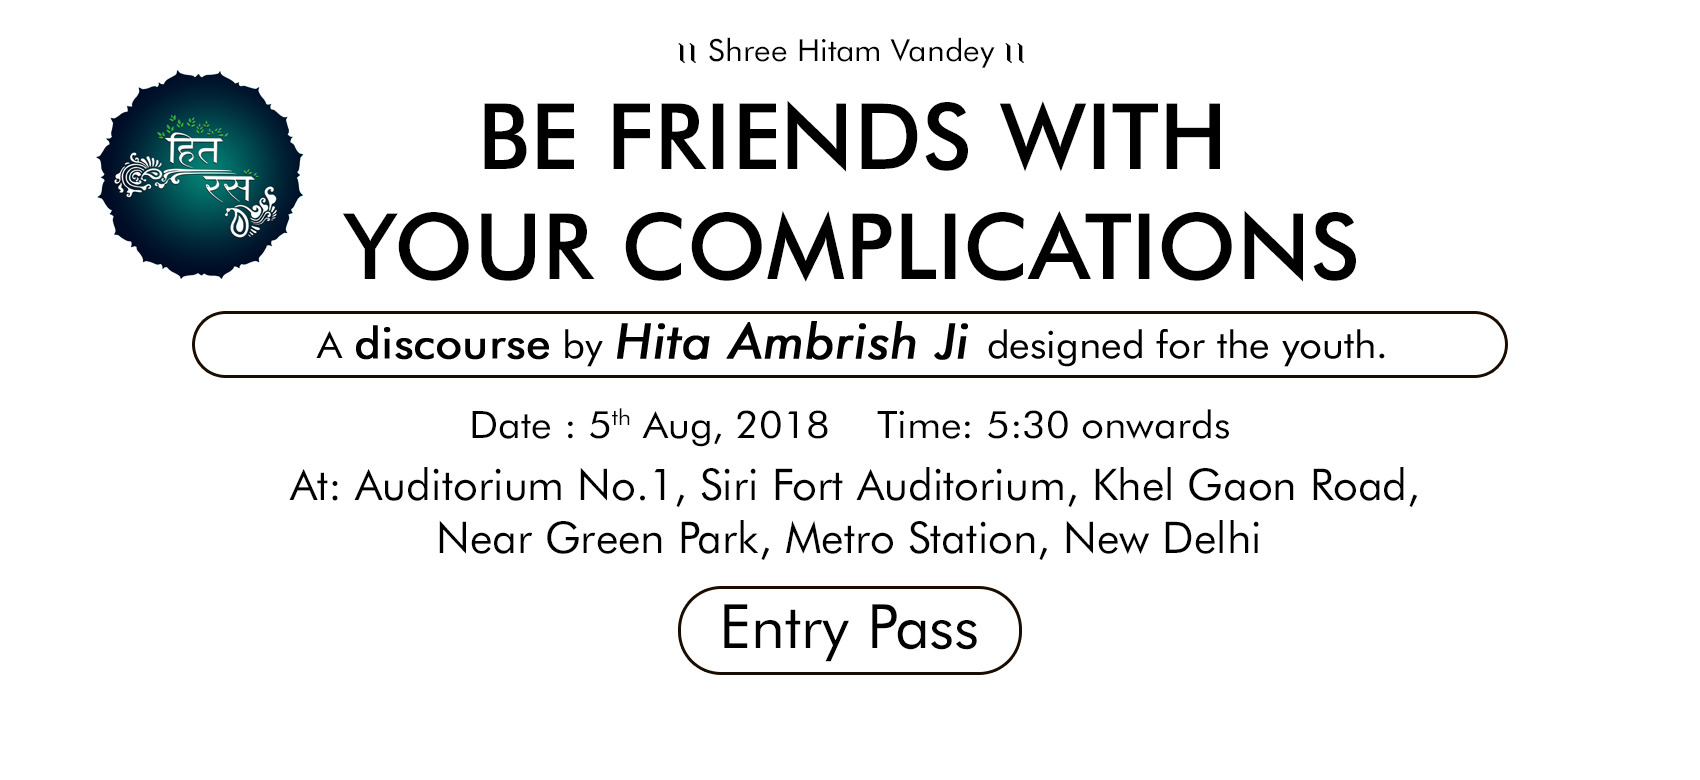 ।। Shree Hitam Vandey ।।
BE FRIENDS WITH
YOUR COMPLICATIONS
हित
रस
A discourse by Hita Ambrish Ji designed for the youth.
Date : 5th Aug, 2018 Time: 5:30 onwards
At: Auditorium No.1, Siri Fort Auditorium, Khel Gaon Road,
Near Green Park, Metro Station, New Delhi
Entry Pass